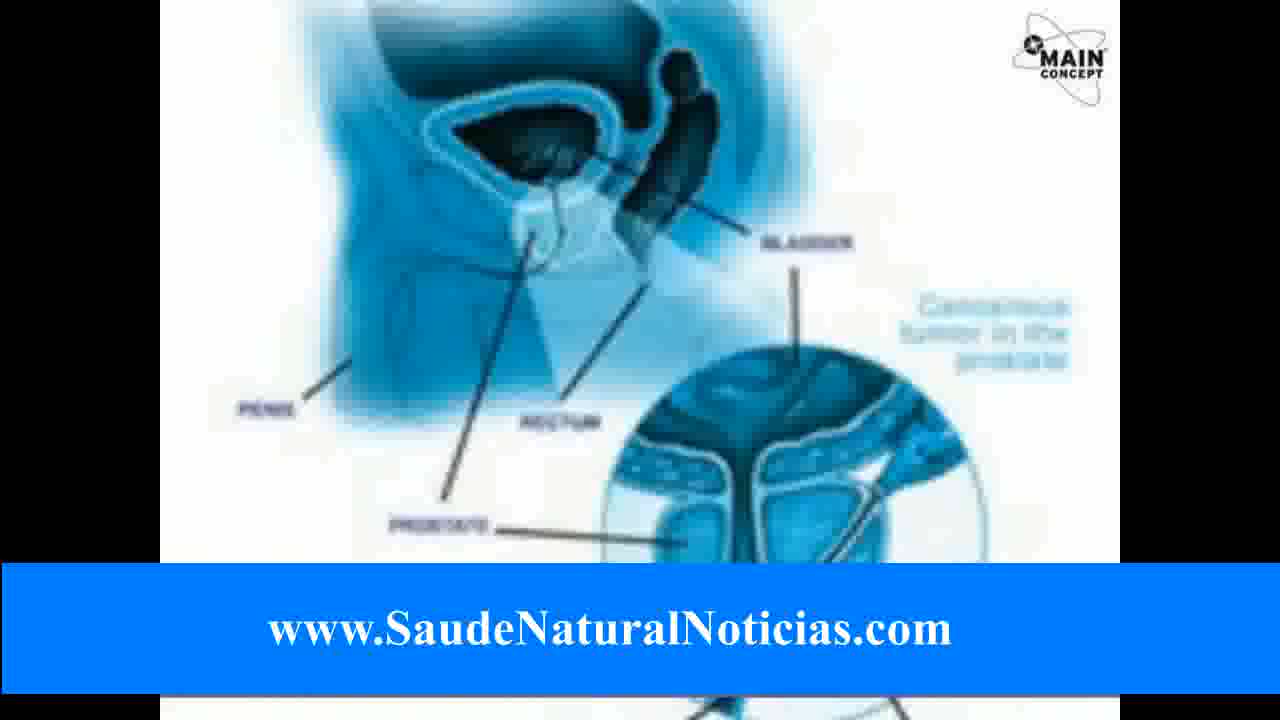 MAIN
CONCEPT
BLADDER
Cancerous
tumor in the
prostate
PENIS
RECTUM
PROSTATE
www.SaudeNaturalNoticias.com